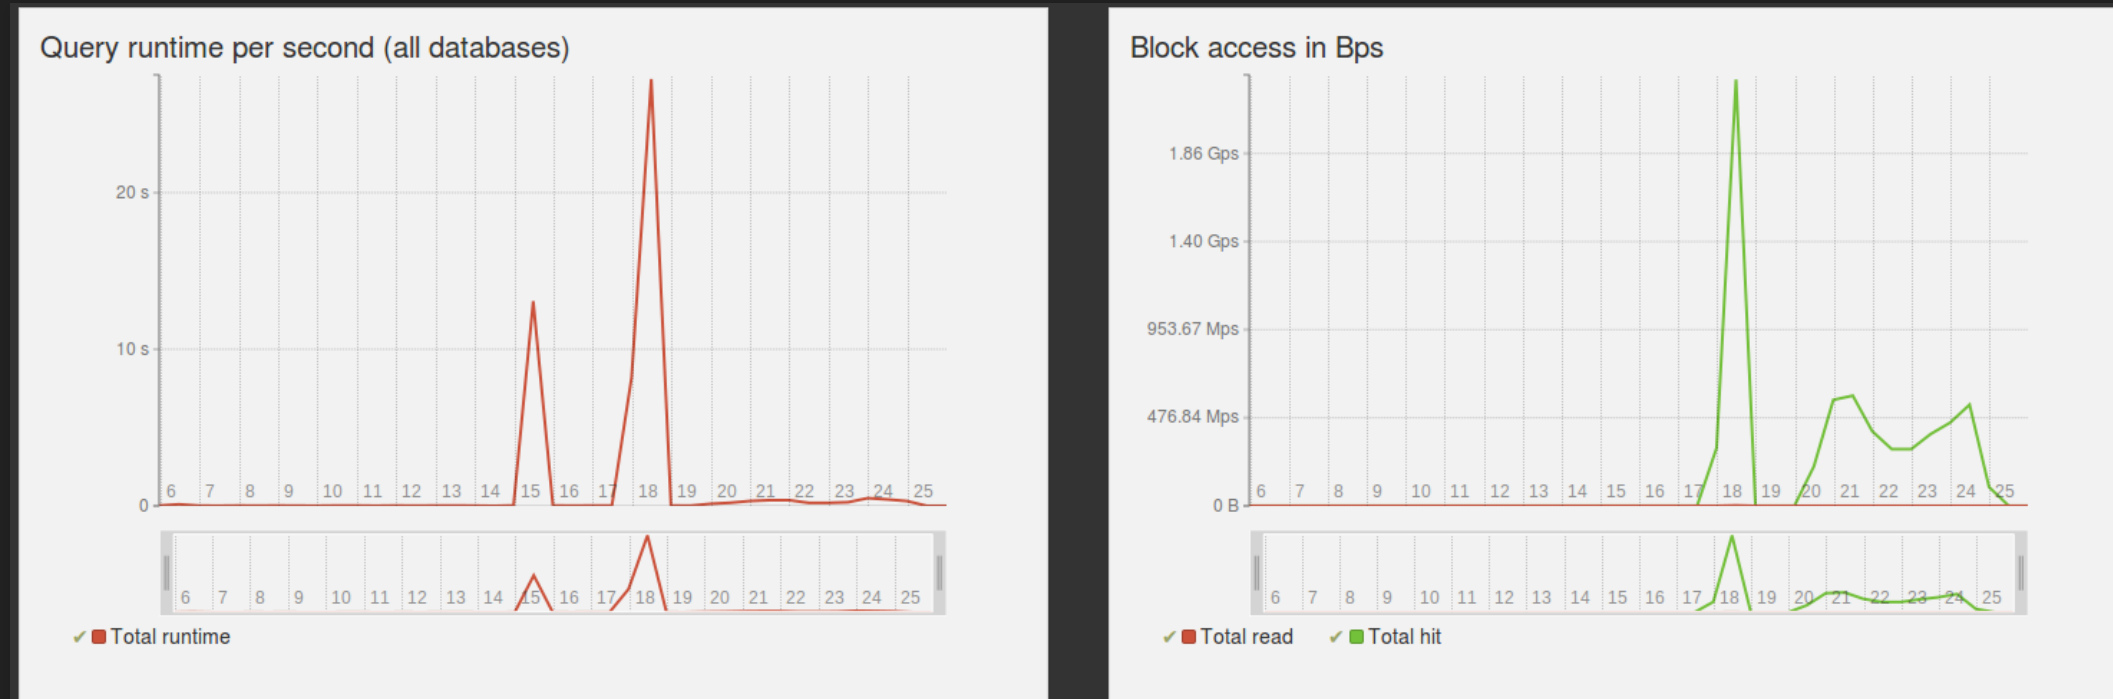 Query runtime per second (all databases)
20 s
10 s
0
6 7 8 9 10 11 12 13 14 15 16 17 18 19 20 21 22 23 24 25
6 7 8 9 10 11 12 13 14 15 16 17 18 19 20 21 22 23 24 25
Total runtime
Block access in Bps
1.86 Gps
1.40 Gps
953.67 Mps
476.84 Mps
0 B
6 7 8 9 10 11 12 13 14 15 16 17 18 19 20 21 22 23 24 25
6 7 8 9 10 11 12 13 14 15 16 17 18 19 20 21 22 23 24 25
Total read Total hit